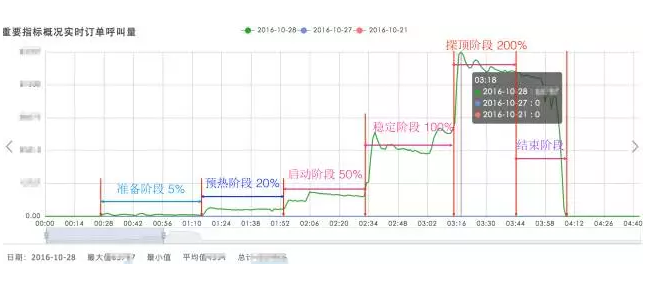 重要指标概况实时订单呼叫量
2016-10-28 2016-10-27 2016-10-21
摸顶阶段 200%
03:18
2016-10-28
2016-10-27 : 0
2016-10-21 : 0
稳定阶段 100%
结束阶段
启动阶段 50%
预热阶段 20%
准备阶段 5%
0.00
00:00 00:14 00:28 00:42 00:56 01:10 01:24 01:38 01:52 02:06 02:20 02:34 02:48 03:02 03:16 03:30 03:44 03:58 04:12 04:26 04:40
日期: 2016-10-28 最大值 最小值 平均值 总计